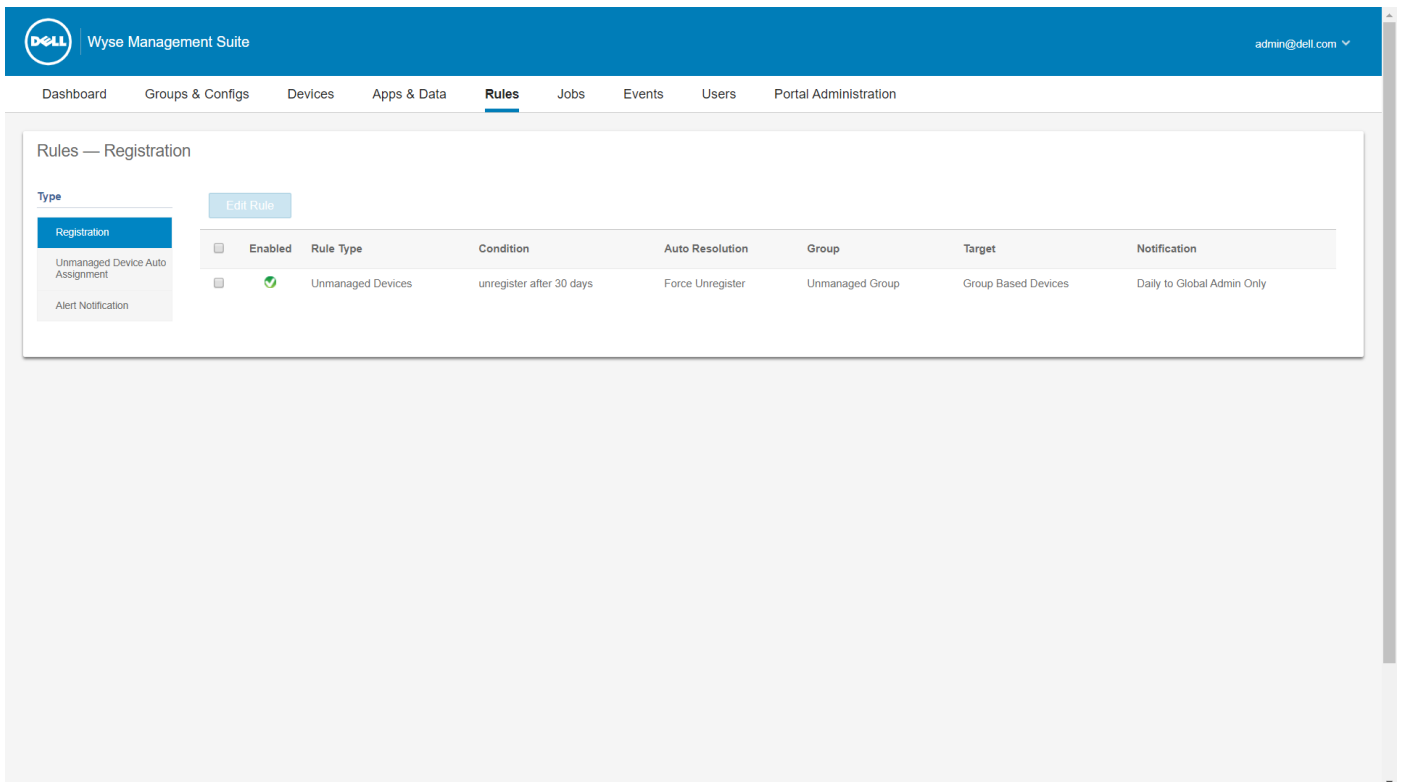 DELL Wyse Management Suite admin@dell.com
Dashboard Groups & Configs Devices Apps & Data Rules Jobs Events Users Portal Administration
Rules — Registration
Type
Edit Rule
Registration
Unmanaged Device Auto
Assignment
Alert Notification
Enabled Rule Type Condition Auto Resolution Group Target Notification
Unmanaged Devices unregister after 30 days Force Unregister Unmanaged Group Group Based Devices Daily to Global Admin Only